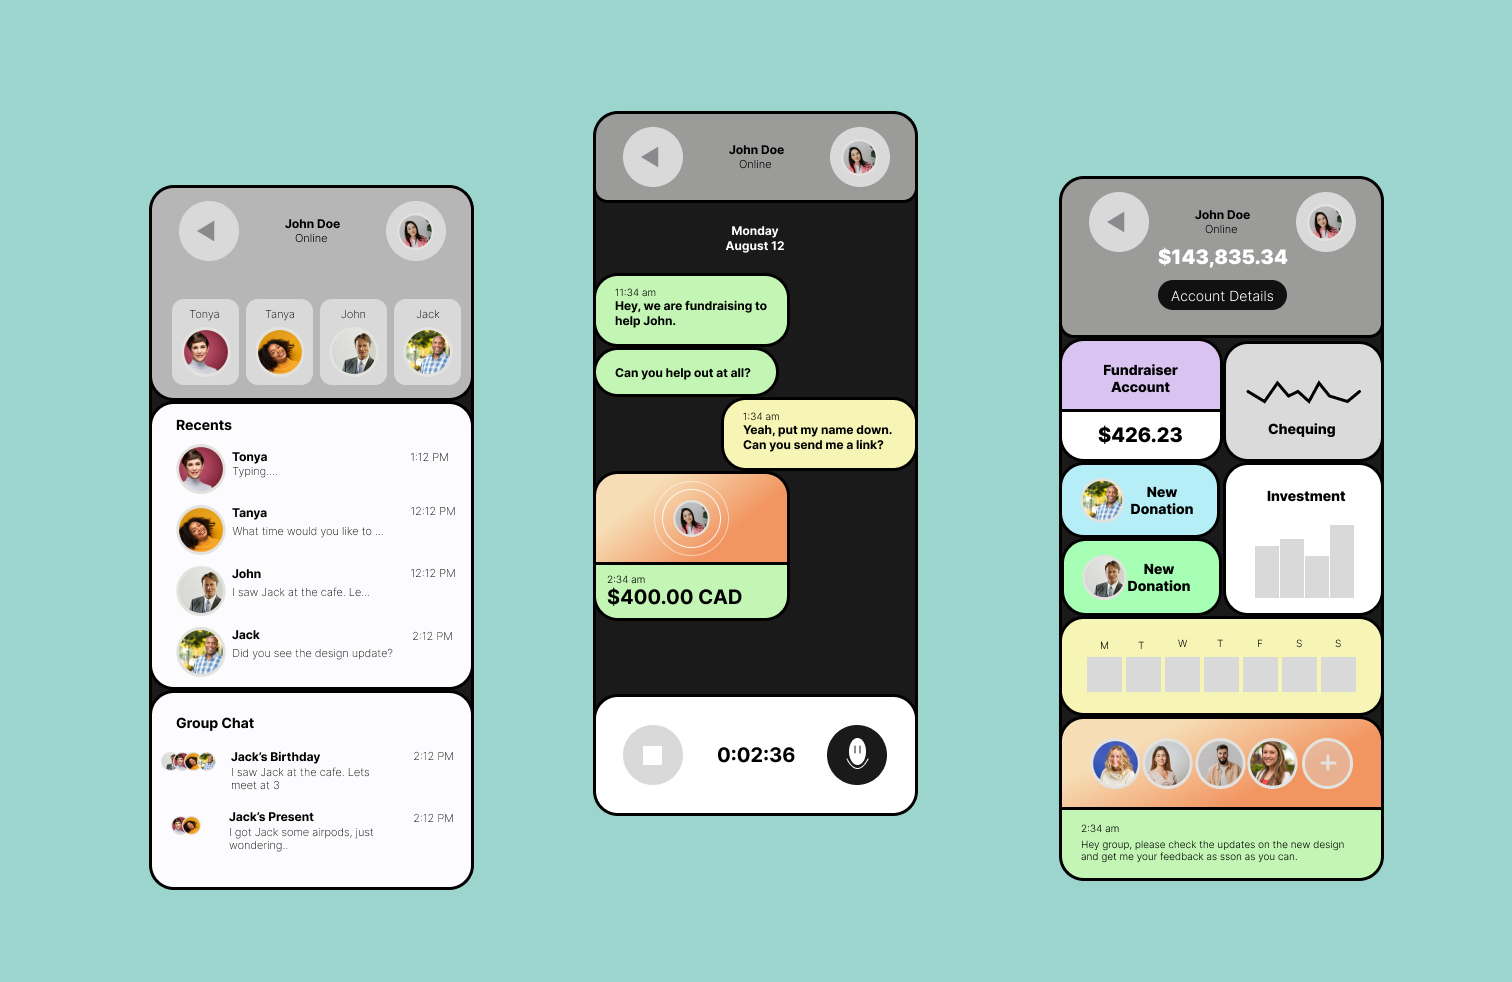 John Doe
Online
Tonya
Tanya
John
Jack
Recents
Tonya
1:12 PM
Typing....
Tanya
12:12 PM
What time would you like to ...
John
12:12 PM
I saw Jack at the cafe. Le...
Jack
2:12 PM
Did you see the design update?
Group Chat
Jack's Birthday
2:12 PM
I saw Jack at the cafe. Lets
meet at 3
Jack's Present
2:12 PM
I got Jack some airpods, just
wondering..
John Doe
Online
Monday
August 12
11:34 am
Hey, we are fundraising to
help John.
Can you help out at all?
1:34 am
Yeah, put my name down.
Can you send me a link?
2:34 am
$400.00 CAD
0:02:36
John Doe
Online
$143,835.34
Account Details
Fundraiser
Account
$426.23
Chequing
New
Donation
Investment
New
Donation
M T W T F S S
2:34 am
Hey group, please check the updates on the new design
and get me your feedback as sson as you can.